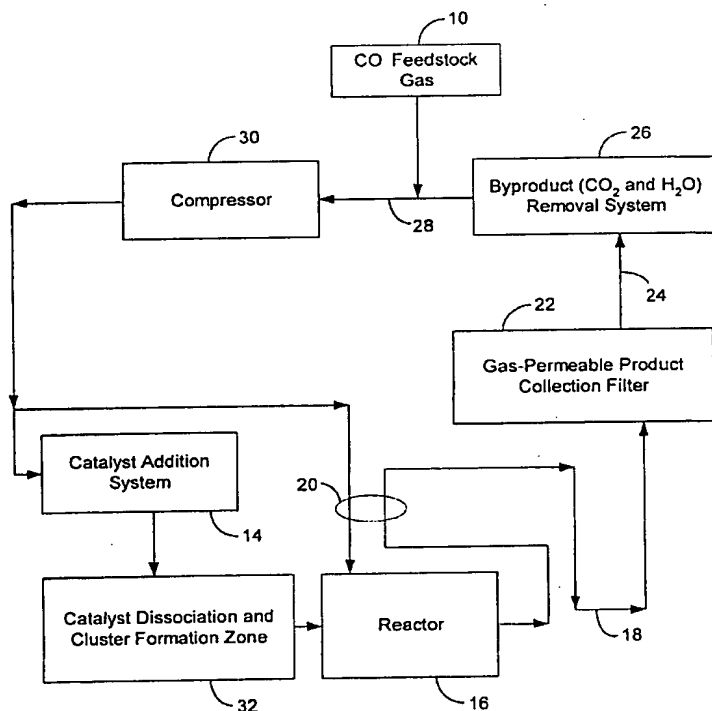 10
CO Feedstock
Gas
30
26
Compressor
Byproduct (CO₂ and H₂O)
Removal System
28
24
22
Gas-Permeable Product
Collection Filter
Catalyst Addition
System
20
14
Catalyst Dissociation and
Cluster Formation Zone
Reactor
18
32
16